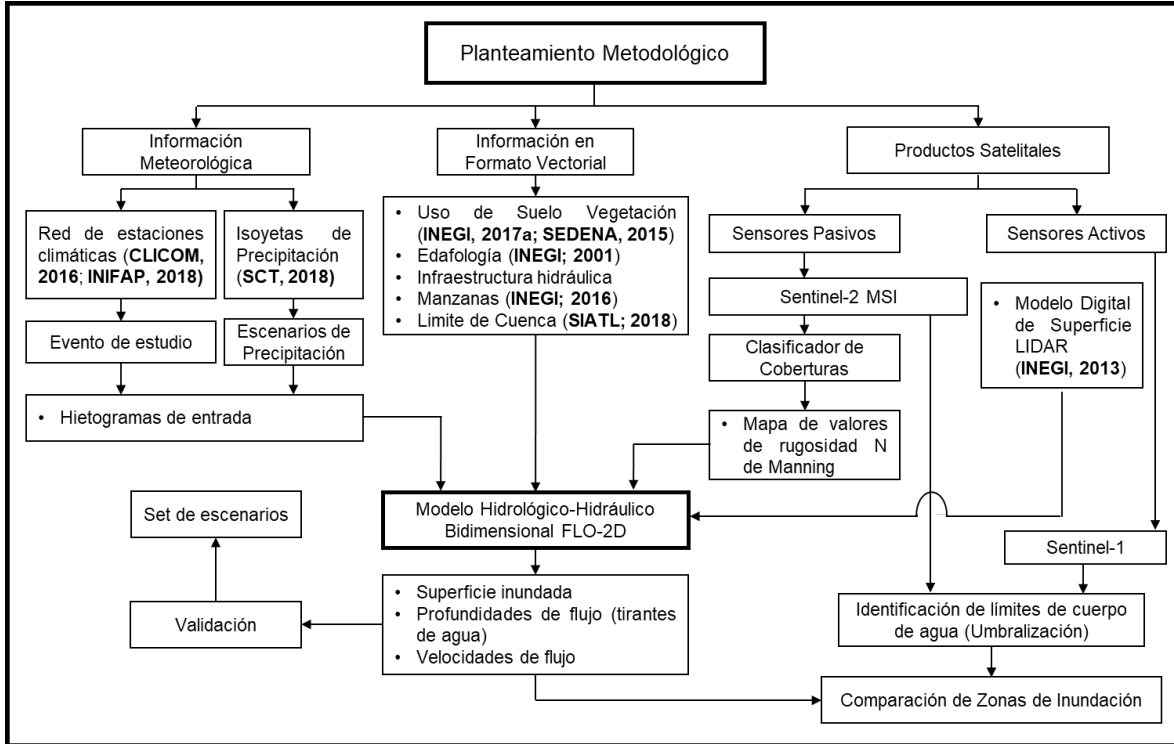 Planteamiento Metodológico
Información
Meteorológica
Información en
Formato Vectorial
Productos Satelitales
Red de estaciones
climáticas (CLICOM,
2016; INIFAP, 2018)
Isoyetas de
Precipitación
(SCT, 2018)
• Uso de Suelo Vegetación
(INEGI, 2017a; SEDENA, 2015)
• Edafología (INEGI; 2001)
• Infraestructura hidráulica
• Manzanas (INEGI; 2016)
• Limite de Cuenca (SIATL; 2018)
Sensores Pasivos
Sensores Activos
Sentinel-2 MSI
• Modelo Digital
de Superficie
LIDAR
(INEGI, 2013)
Evento de estudio
Escenarios de
Precipitación
Clasificador de
Coberturas
• Hietogramas de entrada
• Mapa de valores
de rugosidad N
de Manning
Set de escenarios
Modelo Hidrológico-Hidráulico
Bidimensional FLO-2D
Sentinel-1
Validación
• Superficie inundada
• Profundidades de flujo (tirantes
de agua)
• Velocidades de flujo
Identificación de límites de cuerpo
de agua (Umbralización)
Comparación de Zonas de Inundación